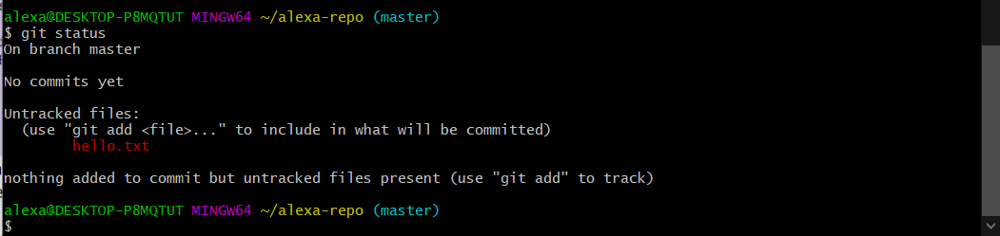 alexa@DESKTOP-P8MQTUT MINGW64 ~/alexa-repo (master)
$ git status
On branch master
No commits yet
Untracked files:
  (use "git add <file>..." to include in what will be committed)
        hello.txt
nothing added to commit but untracked files present (use "git add" to track)
alexa@DESKTOP-P8MQTUT MINGW64 ~/alexa-repo (master)
$